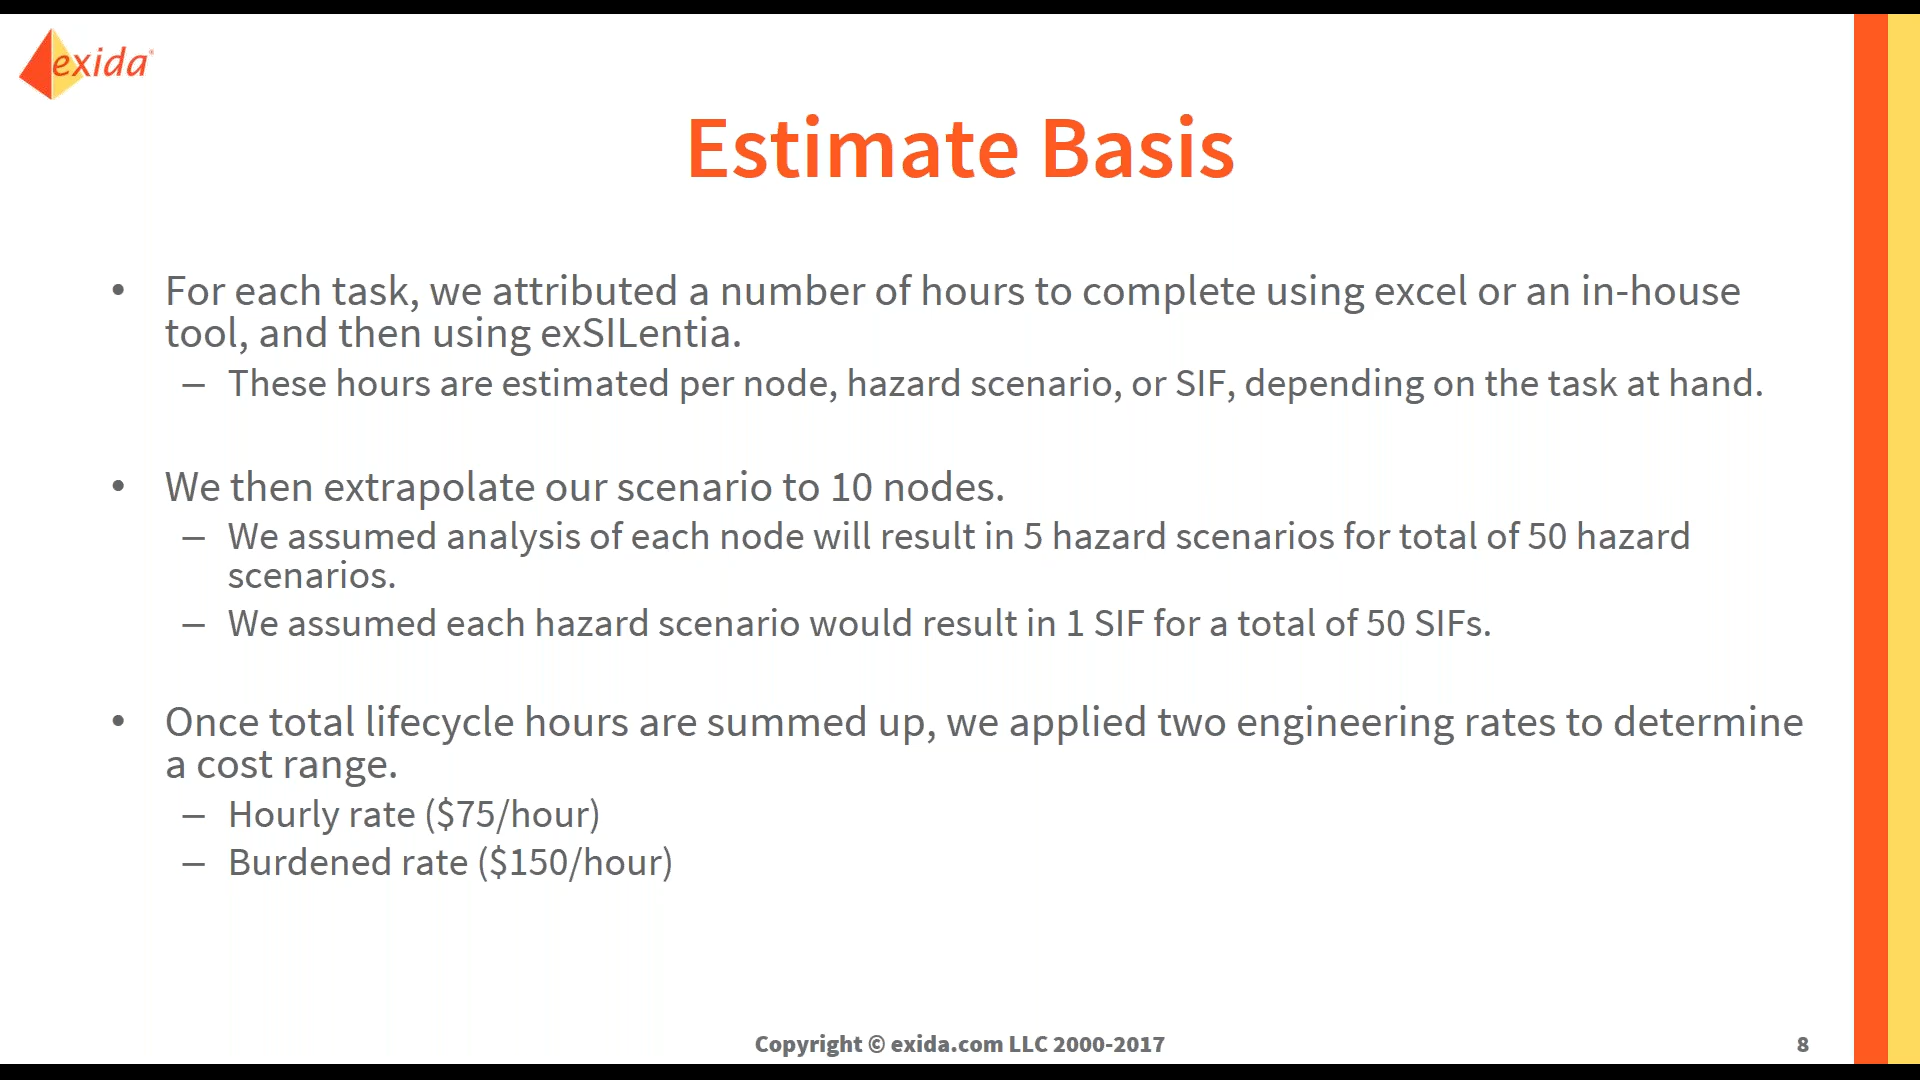 exida
Estimate Basis
• For each task, we attributed a number of hours to complete using excel or an in-house
tool, and then using exSILentia.
– These hours are estimated per node, hazard scenario, or SIF, depending on the task at hand.
• We then extrapolate our scenario to 10 nodes.
– We assumed analysis of each node will result in 5 hazard scenarios for total of 50 hazard
scenarios.
– We assumed each hazard scenario would result in 1 SIF for a total of 50 SIFs.
• Once total lifecycle hours are summed up, we applied two engineering rates to determine
a cost range.
– Hourly rate ($75/hour)
– Burdened rate ($150/hour)
Copyright © exida.com LLC 2000-2017
8